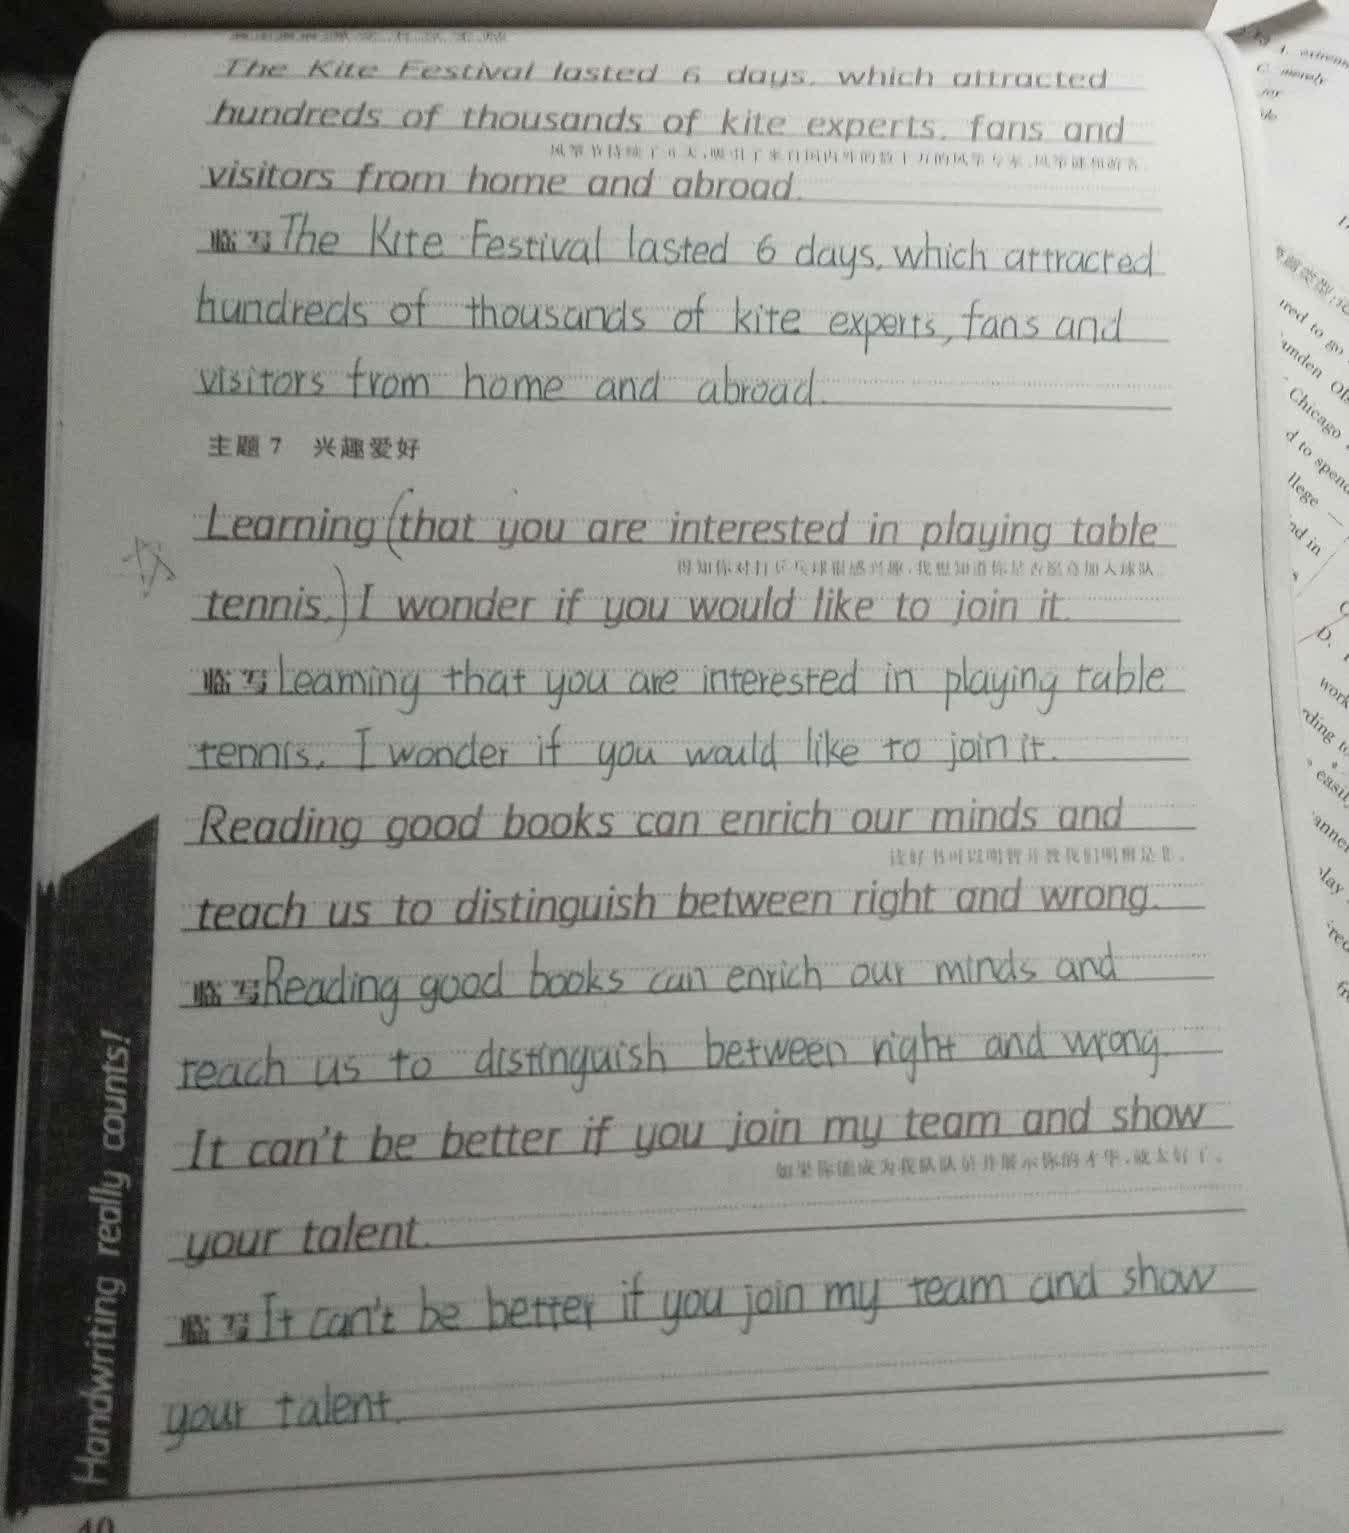 The Kite Festival lasted 6 days, which attracted
hundreds of thousands of kite experts, fans and
风筝节持续了6天,吸引了来自国内外的数十万的风筝专家、风筝迷和游客。
visitors from home and abroad.
临写 The Kite Festival lasted 6 days, which attracted
hundreds of thousands of kite experts, fans and
visitors from home and abroad.
主题7 兴趣爱好
Learning (that you are interested in playing table
得知你对打乒乓球很感兴趣,我想知道你是否愿意加入球队。
tennis,) I wonder if you would like to join it.
临写 Learning that you are interested in playing table
tennis, I wonder if you would like to join it.
Reading good books can enrich our minds and
读好书可以明智并教我们明辨是非。
teach us to distinguish between right and wrong.
临写 Reading good books can enrich our minds and
teach us to distinguish between right and wrong.
It can't be better if you join my team and show
如果你能成为我队队员并展示你的才华,就太好了。
your talent.
临写 It can't be better if you join my team and show
your talent.
Handwriting really counts!
40
C. merely
ired to go
Chicago
d to spend
llege
nd in
D.